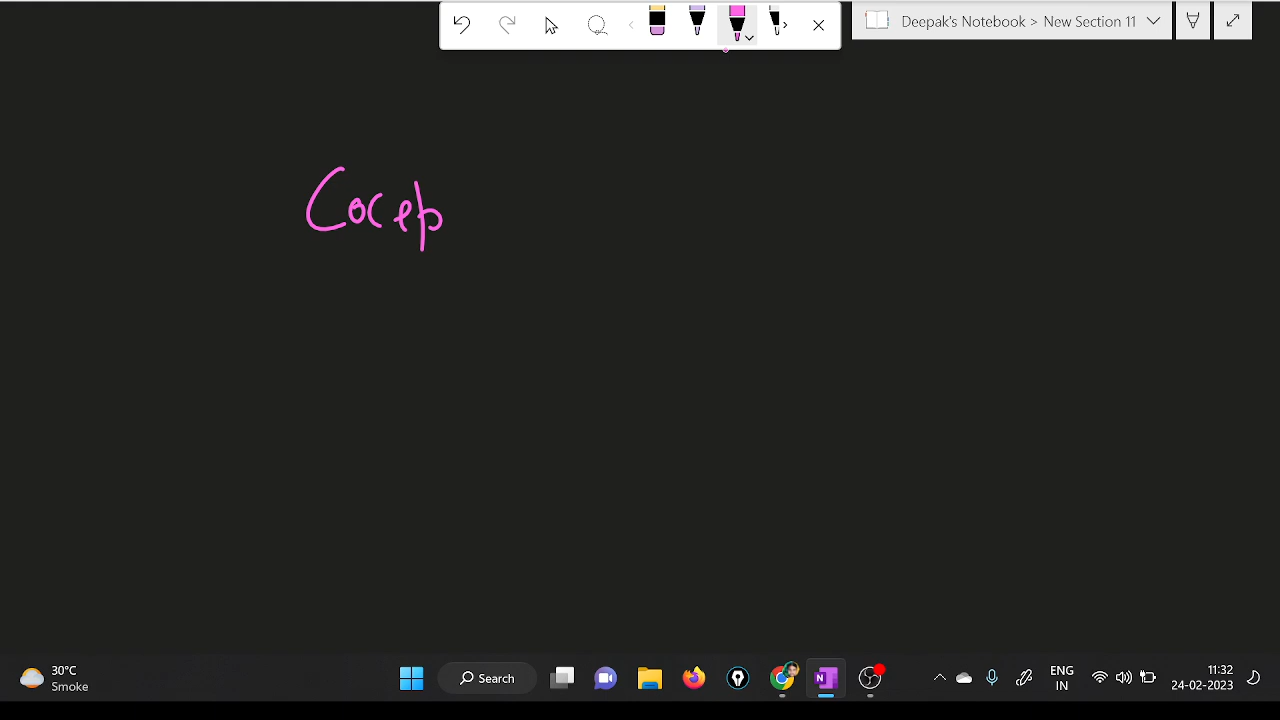 Deepak's Notebook > New Section 11
Cocep
30°C
Smoke
Search
ENG
IN
11:32
24-02-2023